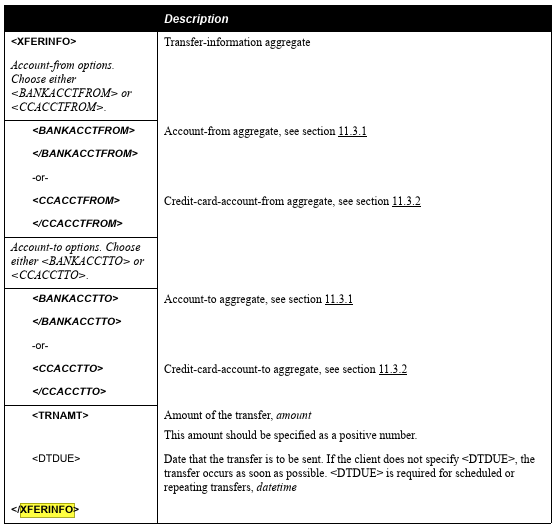 Description
<XFERINFO>
Transfer-information aggregate
Account-from options.
Choose either
<BANKACCTFROM> or
<CCACCTFROM>.
<BANKACCTFROM>
Account-from aggregate, see section 11.3.1
</BANKACCTFROM>
-or-
<CCACCTFROM>
Credit-card-account-from aggregate, see section 11.3.2
</CCACCTFROM>
Account-to options. Choose
either <BANKACCTTO> or
<CCACCTTO>.
<BANKACCTTO>
Account-to aggregate, see section 11.3.1
</BANKACCTTO>
-or-
<CCACCTTO>
Credit-card-account-to aggregate, see section 11.3.2
</CCACCTTO>
<TRNAMT>
Amount of the transfer, amount
This amount should be specified as a positive number.
<DTDUE>
Date that the transfer is to be sent. If the client does not specify <DTDUE>, the
transfer occurs as soon as possible. <DTDUE> is required for scheduled or
repeating transfers, datetime
</XFERINFO>